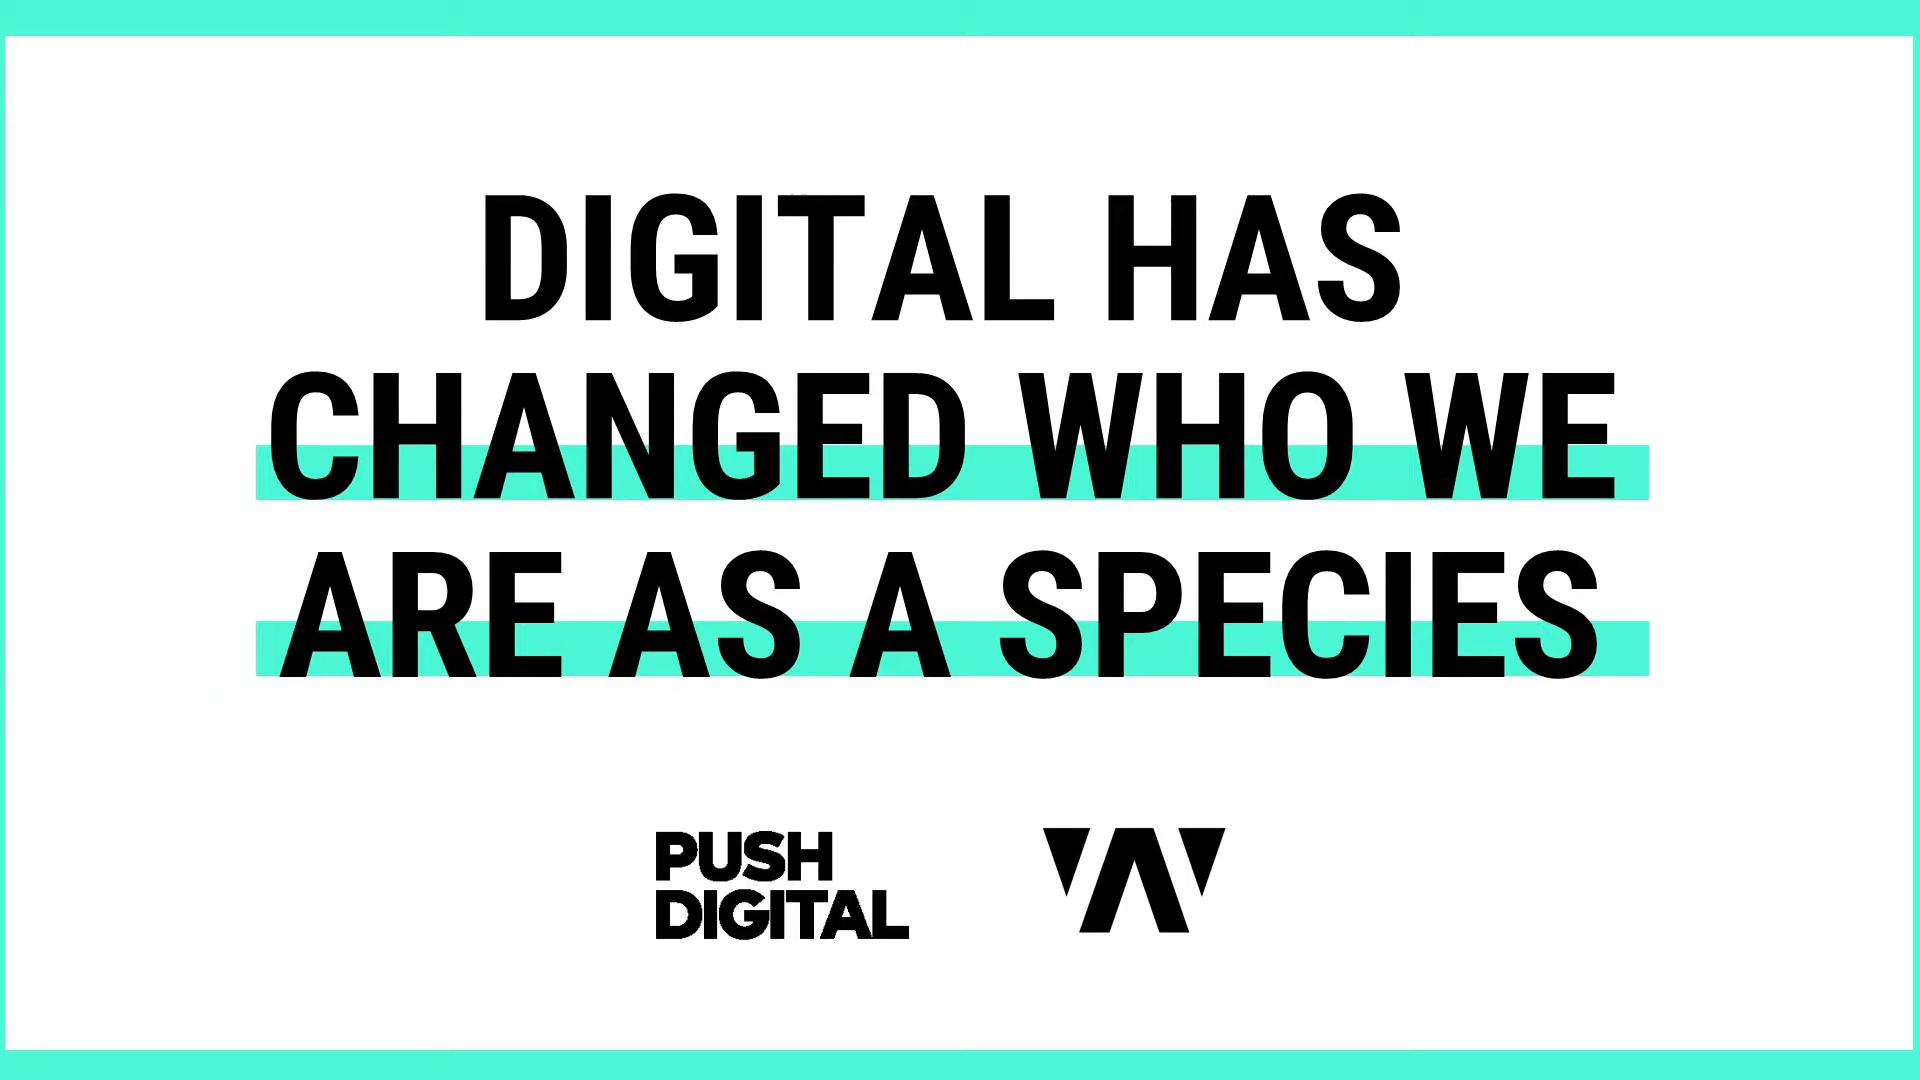 DIGITAL HAS
CHANGED WHO WE
ARE AS A SPECIES
PUSH
DIGITAL